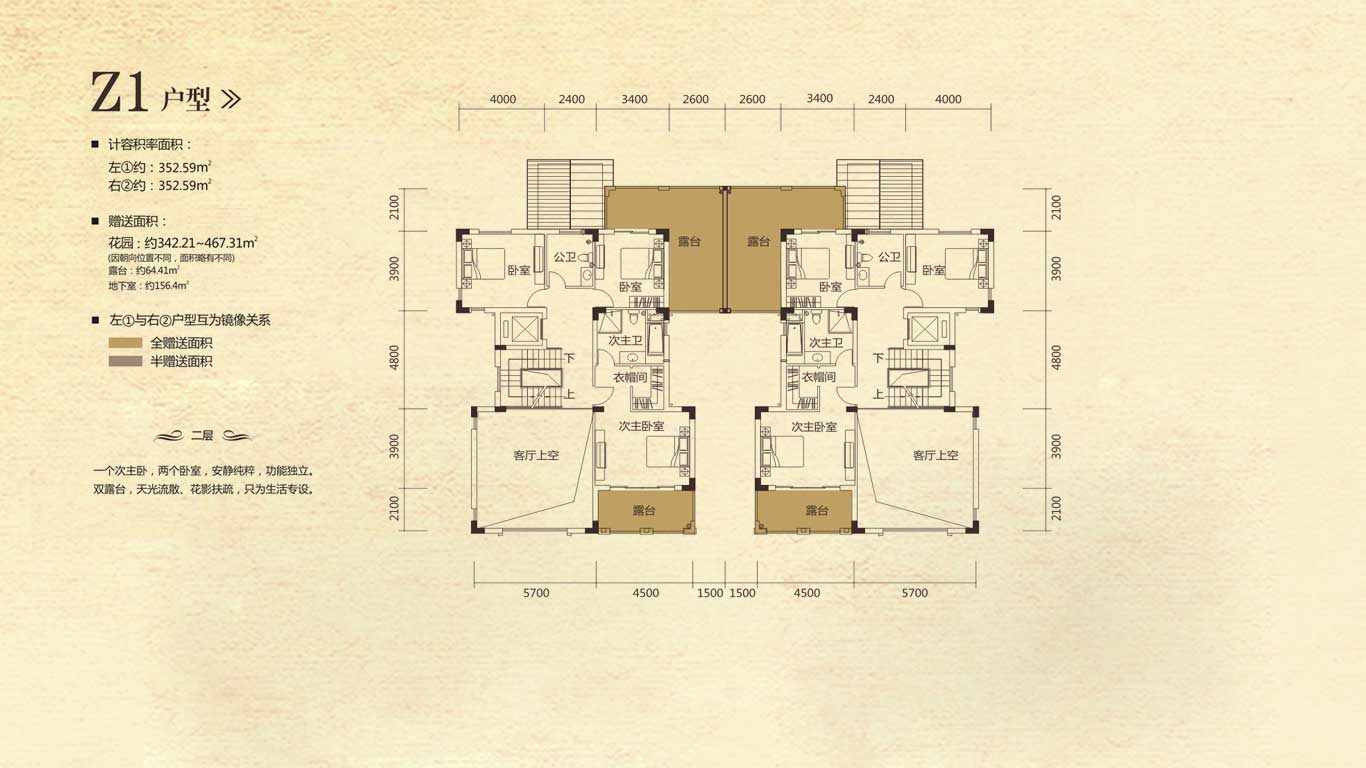 Z1 户型
■ 计容积率面积：
左①约：352.59m²
右②约：352.59m²
■ 赠送面积：
花园：约342.21~467.31m²
(因朝向位置不同，面积略有不同)
露台：约64.41m²
地下室：约156.4m²
■ 左①与右②户型互为镜像关系
全赠送面积
半赠送面积
二层
一个次主卧，两个卧室，安静纯粹，功能独立。
双露台，天光流散、花影扶疏，只为生活专设。
4000 2400 3400 2600 2600 3400 2400 4000
2100 2100
露台 露台
公卫 公卫
3900 卧室 卧室 3900
卧室 卧室
次主卫 次主卫
4800 下 下 4800
衣帽间 衣帽间
上 上
次主卧室 次主卧室
3900 客厅上空 客厅上空 3900
2100 露台 露台 2100
5700 4500 1500 1500 4500 5700